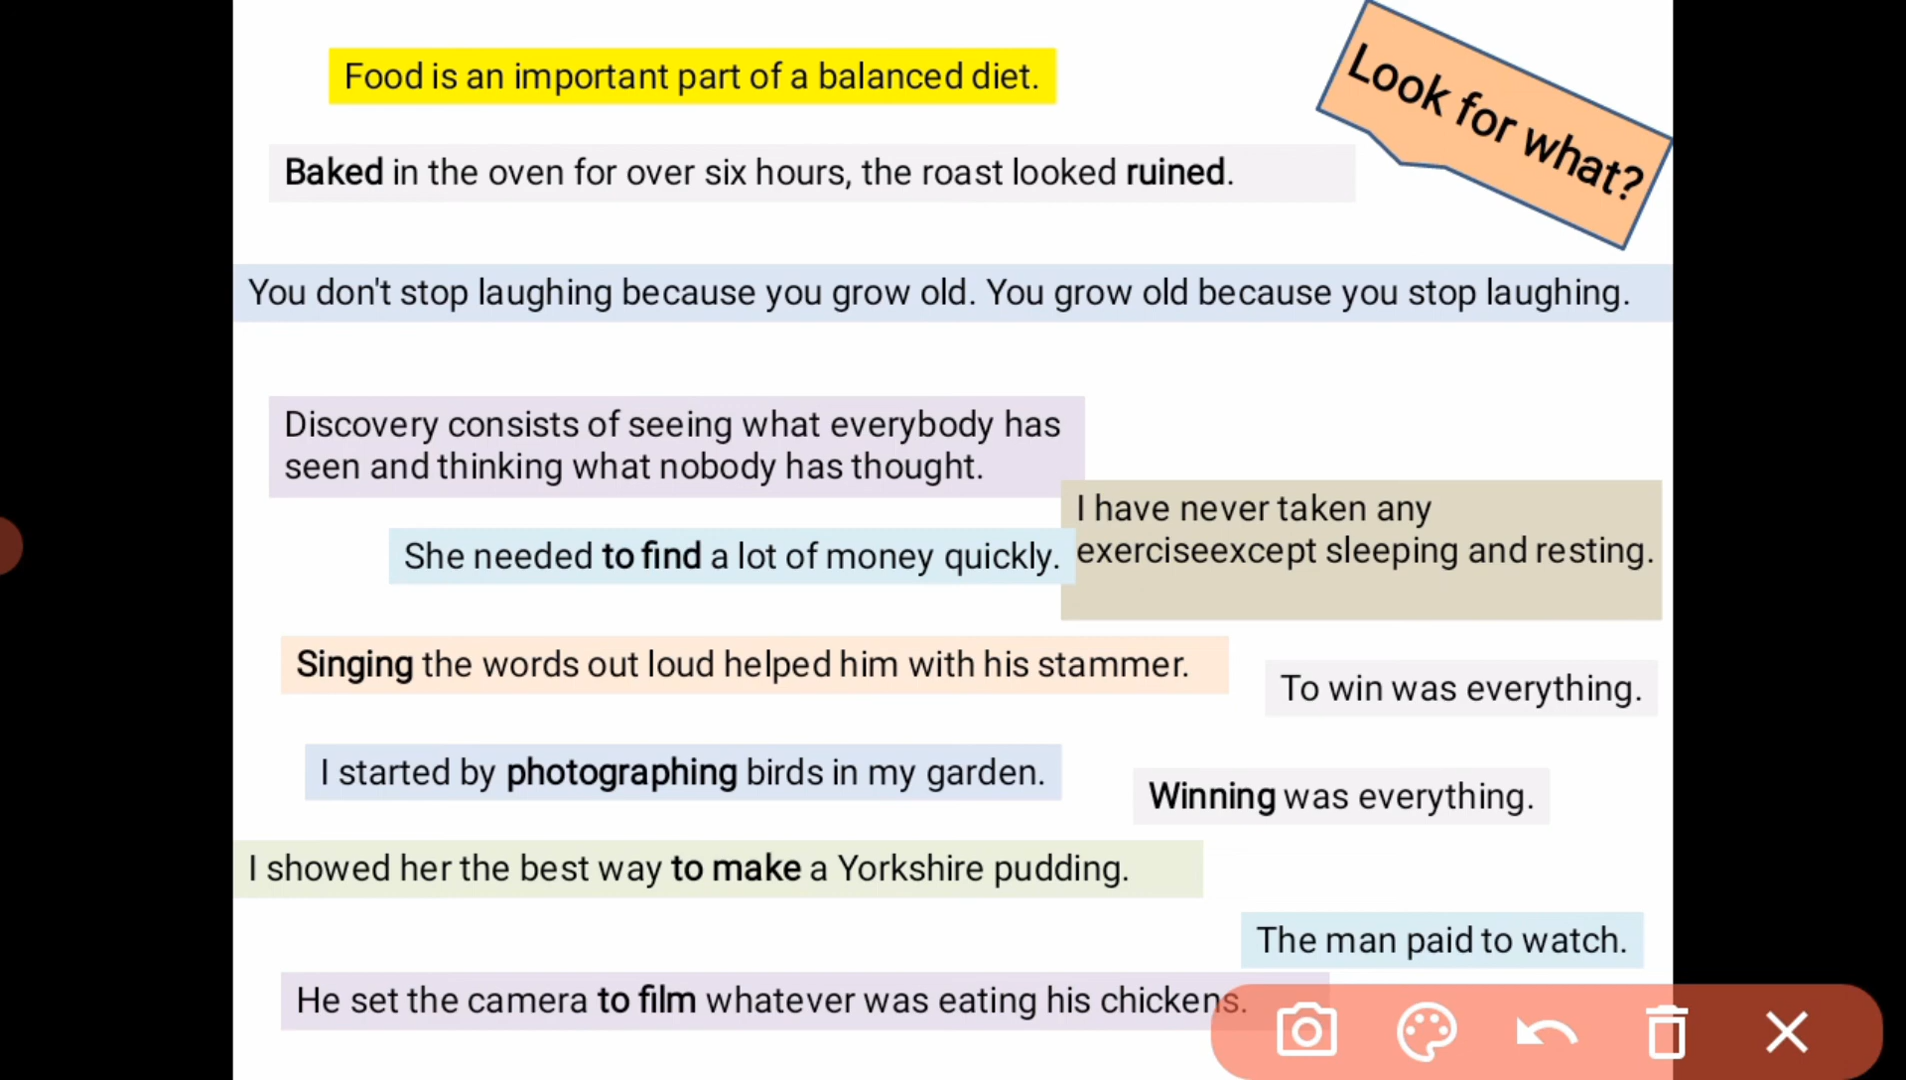 Food is an important part of a balanced diet.
Look for what?
Baked in the oven for over six hours, the roast looked ruined.
You don't stop laughing because you grow old. You grow old because you stop laughing.
Discovery consists of seeing what everybody has
seen and thinking what nobody has thought.
I have never taken any
exerciseexcept sleeping and resting.
She needed to find a lot of money quickly.
Singing the words out loud helped him with his stammer.
To win was everything.
I started by photographing birds in my garden.
Winning was everything.
I showed her the best way to make a Yorkshire pudding.
The man paid to watch.
He set the camera to film whatever was eating his chickens.